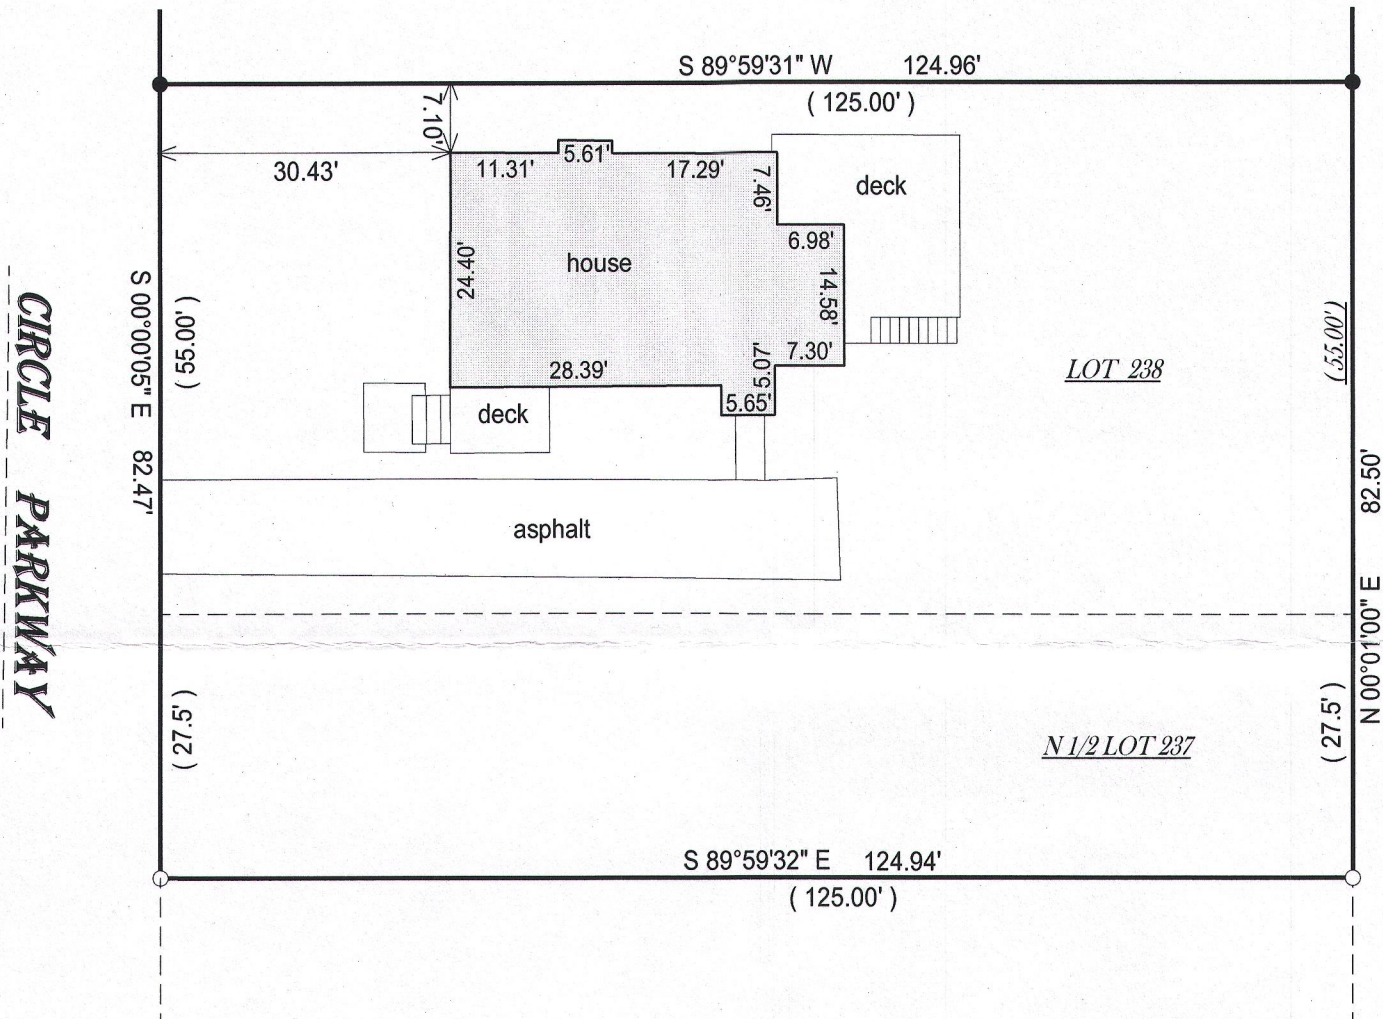 S 89°59'31" W 124.96'
( 125.00' )
7.10'
30.43'
11.31'
5.61'
17.29'
7.46'
deck
6.98'
24.40'
house
14.58'
28.39'
5.07'
7.30'
deck
5.65'
asphalt
CIRCLE PARKWAY
S 00°00'05" E 82.47'
( 55.00' )
( 27.5' )
LOT 238
(55.00')
N 00°01'00" E 82.50'
( 27.5' )
N 1/2 LOT 237
S 89°59'32" E 124.94'
( 125.00' )